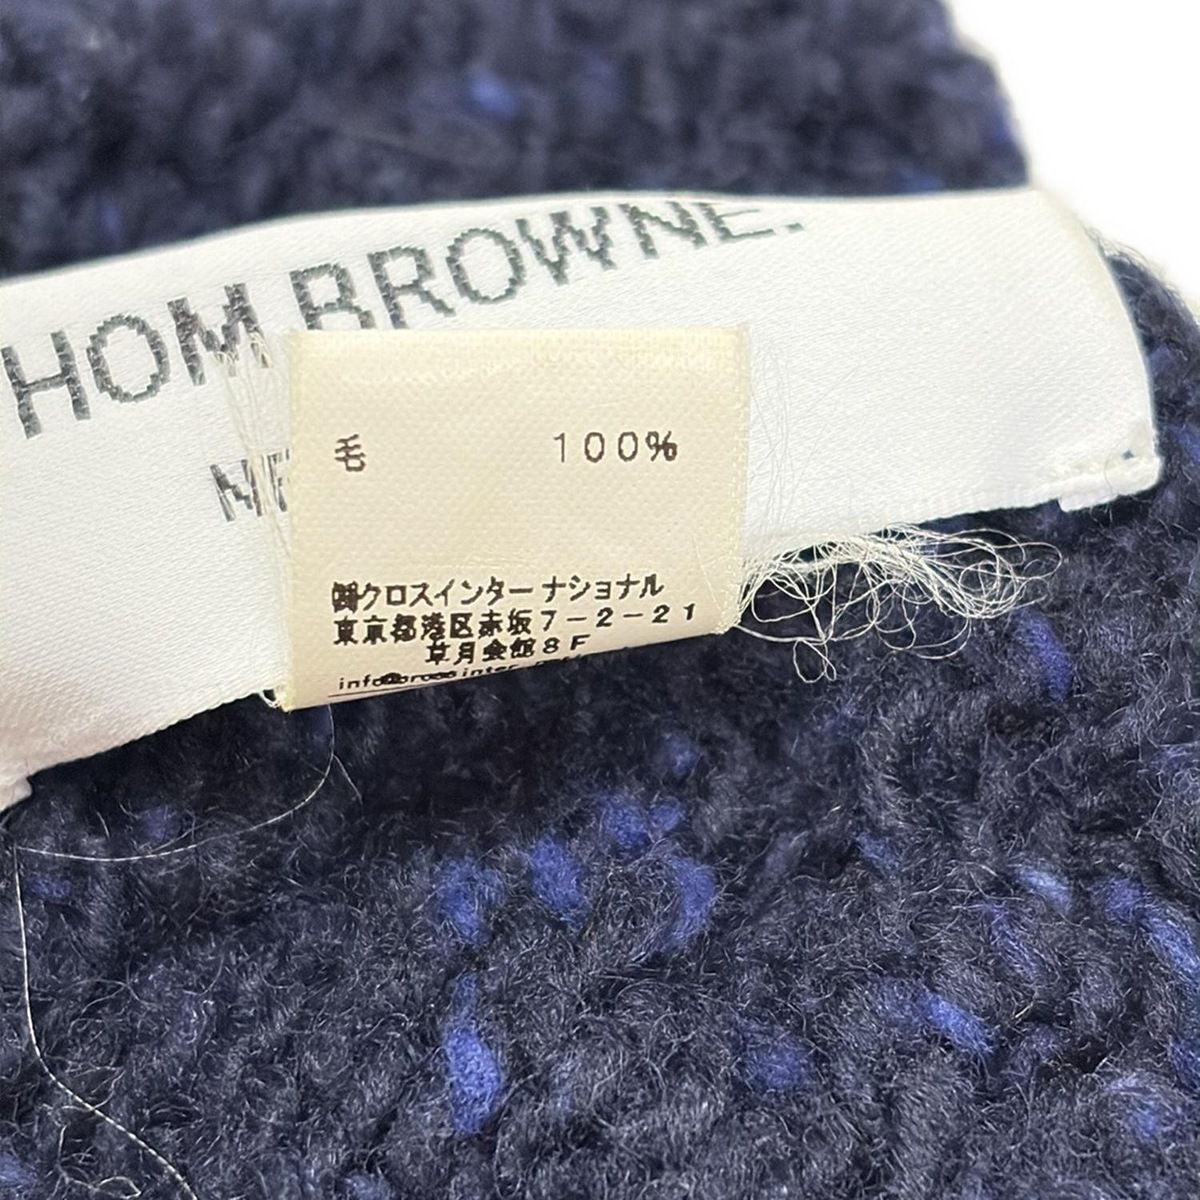 HOM BROWNE.
毛 100%
㈱クロスインターナショナル
東京都港区赤坂7-2-21
草月会館8F